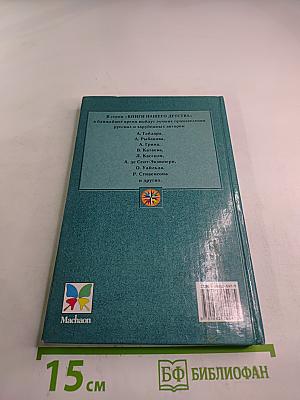 В серии «КНИГИ НАШЕГО ДЕТСТВА»
в ближайшее время выйдут лучшие произведения
русских и зарубежных авторов:
А. Гайдара,
А. Рыбакова,
А. Грина,
В. Катаева,
Л. Кассиля,
А. де Сент-Экзюпери,
О. Уайльда,
Р. Стивенсона
и других.
Machaon
15 см
БФ БИБЛИОФАН